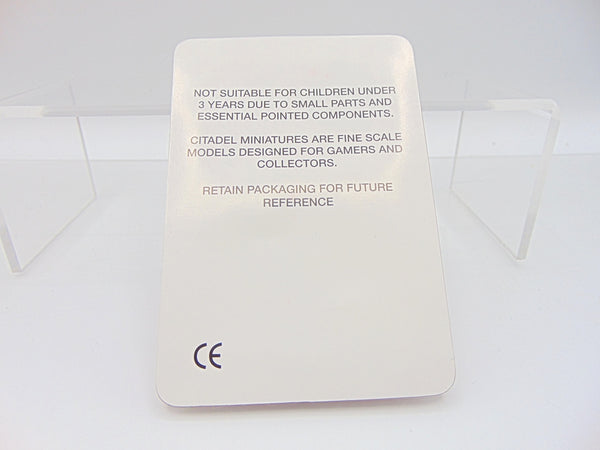 NOT SUITABLE FOR CHILDREN UNDER
3 YEARS DUE TO SMALL PARTS AND
ESSENTIAL POINTED COMPONENTS.
CITADEL MINIATURES ARE FINE SCALE
MODELS DESIGNED FOR GAMERS AND
COLLECTORS.
RETAIN PACKAGING FOR FUTURE
REFERENCE
CE